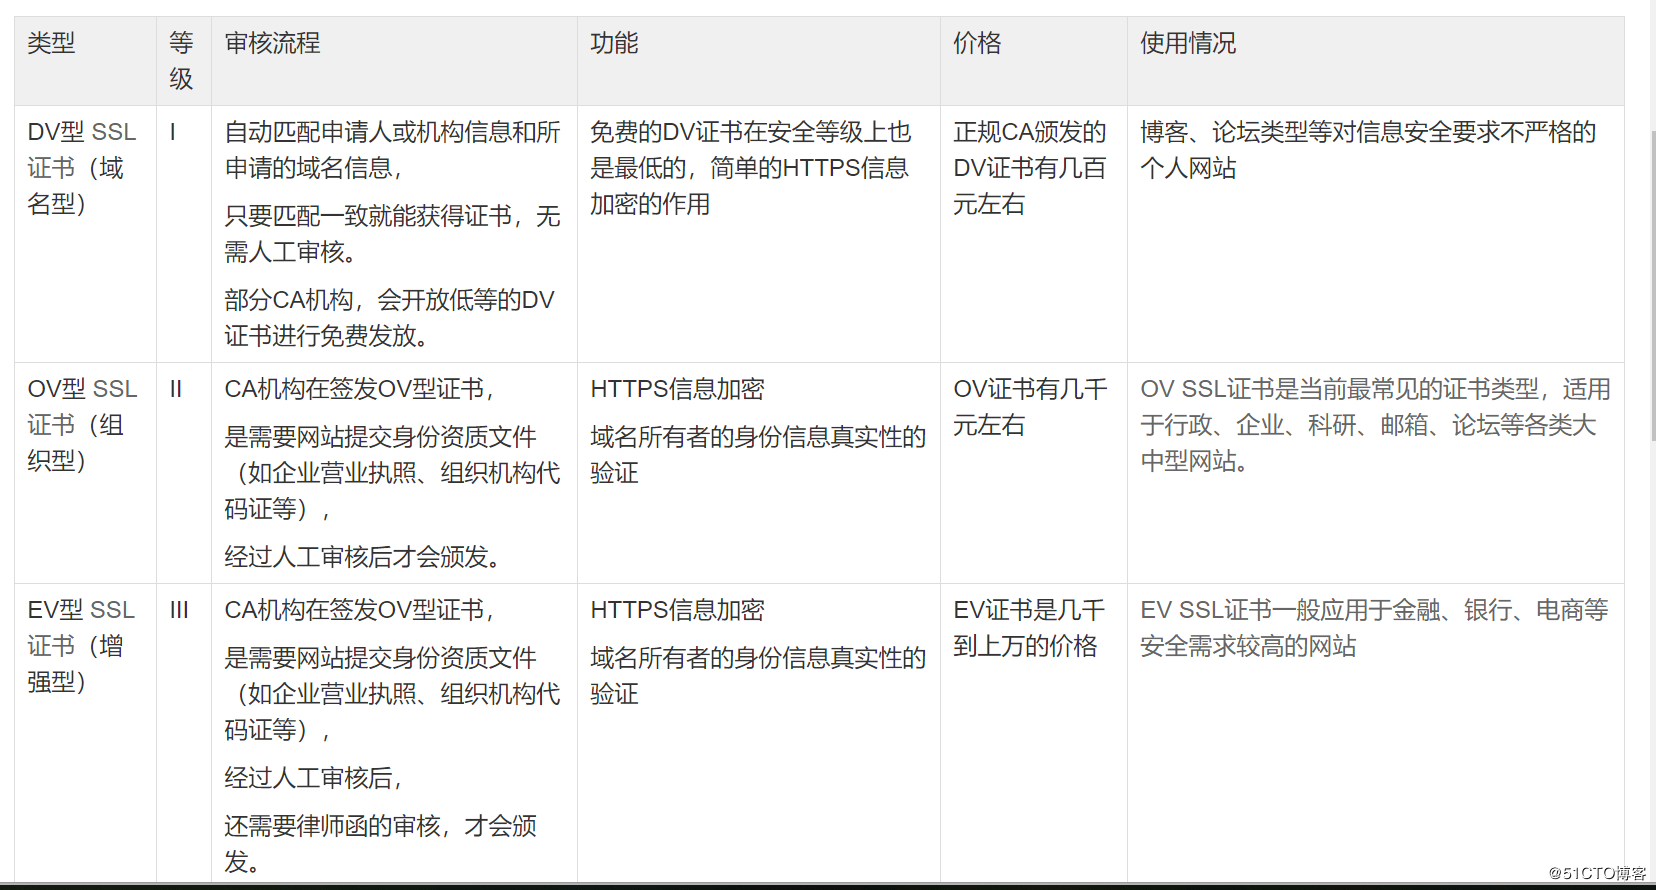 类型
等级
审核流程
功能
价格
使用情况
DV型 SSL
证书（域
名型）
I
自动匹配申请人或机构信息和所
申请的域名信息，
只要匹配一致就能获得证书，无
需人工审核。
部分CA机构，会开放低等的DV
证书进行免费发放。
免费的DV证书在安全等级上也
是最低的，简单的HTTPS信息
加密的作用
正规CA颁发的
DV证书有几百
元左右
博客、论坛类型等对信息安全要求不严格的
个人网站
OV型 SSL
证书（组
织型）
II
CA机构在签发OV型证书，
是需要网站提交身份资质文件
（如企业营业执照、组织机构代
码证等），
经过人工审核后才会颁发。
HTTPS信息加密
域名所有者的身份信息真实性的
验证
OV证书有几千
元左右
OV SSL证书是当前最常见的证书类型，适用
于行政、企业、科研、邮箱、论坛等各类大
中型网站。
EV型 SSL
证书（增
强型）
III
CA机构在签发OV型证书，
是需要网站提交身份资质文件
（如企业营业执照、组织机构代
码证等），
经过人工审核后，
还需要律师函的审核，才会颁
发。
HTTPS信息加密
域名所有者的身份信息真实性的
验证
EV证书是几千
到上万的价格
EV SSL证书一般应用于金融、银行、电商等
安全需求较高的网站
@51CTO博客